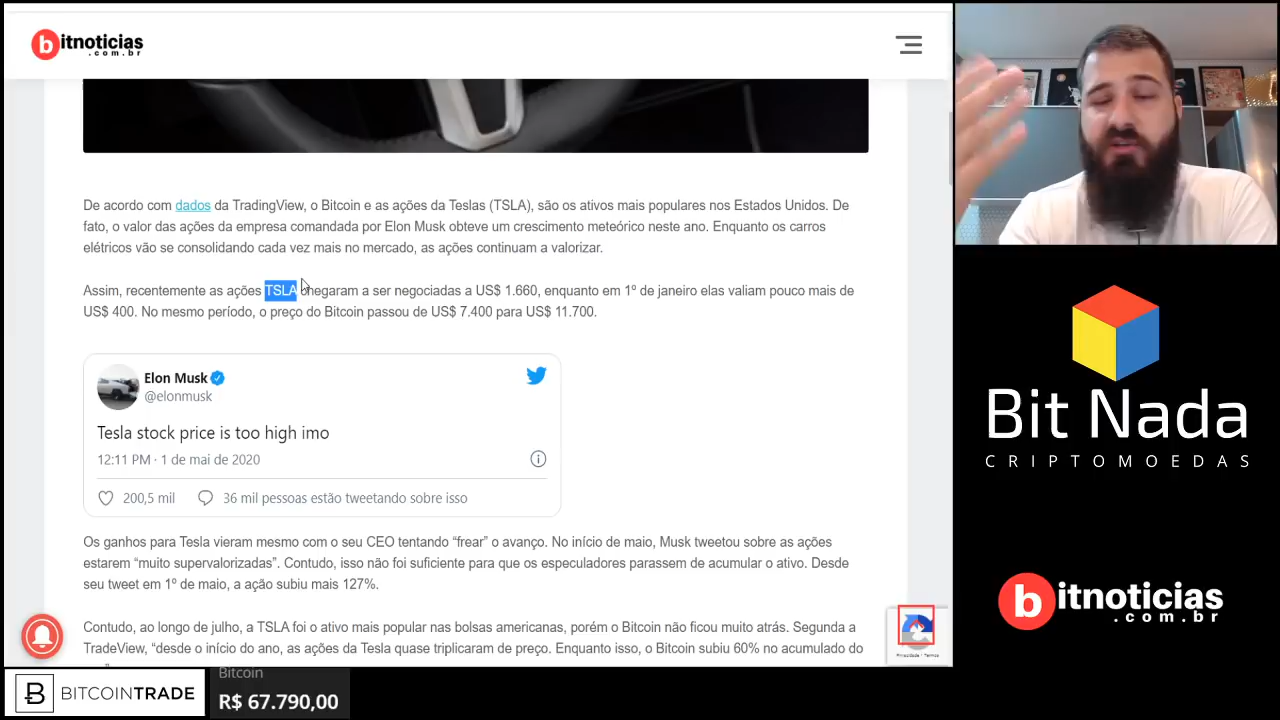 bitnoticias
.com.br
De acordo com dados da TradingView, o Bitcoin e as ações da Teslas (TSLA), são os ativos mais populares nos Estados Unidos. De
fato, o valor das ações da empresa comandada por Elon Musk obteve um crescimento meteórico neste ano. Enquanto os carros
elétricos vão se consolidando cada vez mais no mercado, as ações continuam a valorizar.
Assim, recentemente as ações TSLA chegaram a ser negociadas a US$ 1.660, enquanto em 1º de janeiro elas valiam pouco mais de
US$ 400. No mesmo período, o preço do Bitcoin passou de US$ 7.400 para US$ 11.700.
Elon Musk
@elonmusk
Tesla stock price is too high imo
12:11 PM · 1 de mai de 2020
200,5 mil
36 mil pessoas estão tweetando sobre isso
Os ganhos para Tesla vieram mesmo com o seu CEO tentando “frear” o avanço. No início de maio, Musk tweetou sobre as ações
estarem “muito supervalorizadas”. Contudo, isso não foi suficiente para que os especuladores parassem de acumular o ativo. Desde
seu tweet em 1º de maio, a ação subiu mais 127%.
Contudo, ao longo de julho, a TSLA foi o ativo mais popular nas bolsas americanas, porém o Bitcoin não ficou muito atrás. Segunda a
TradeView, “desde o início do ano, as ações da Tesla quase triplicaram de preço. Enquanto isso, o Bitcoin subiu 60% no acumulado do
Privacidade · Termos
Bit Nada
CRIPTOMOEDAS
bitnoticias
.com.br
BITCOINTRADE
Bitcoin
R$ 67.790,00